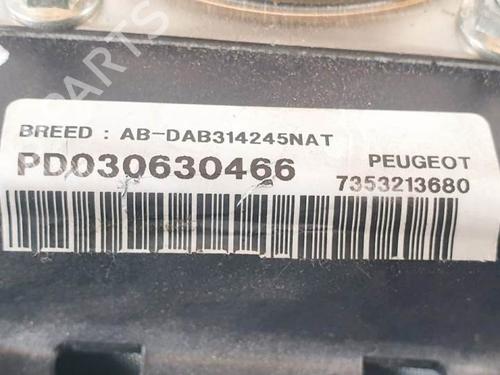 BREED : AB-DAB314245NAT
PD030630466 PEUGEOT
7353213680